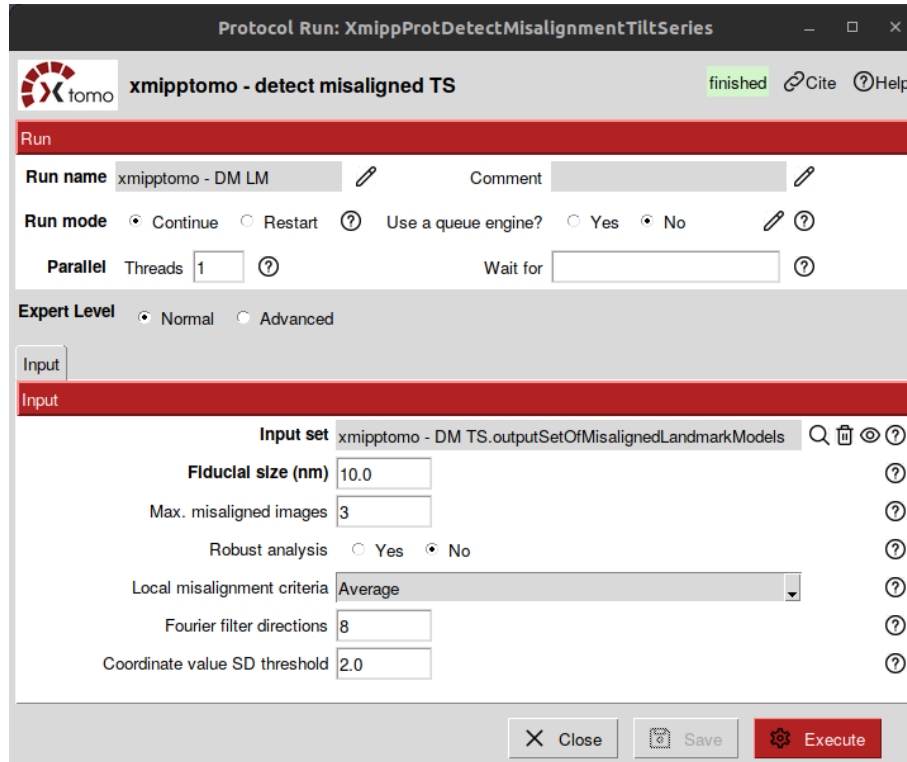 Protocol Run: XmippProtDetectMisalignmentTiltSeries
X tomo xmipptomo - detect misaligned TS finished Cite Help
Run
Run name xmipptomo - DM LM Comment
Run mode Continue Restart Use a queue engine? Yes No
Parallel Threads 1 Wait for
Expert Level Normal Advanced
Input
Input
Input set xmipptomo - DM TS.outputSetOfMisalignedLandmarkModels
Fiducial size (nm) 10.0
Max. misaligned images 3
Robust analysis Yes No
Local misalignment criteria Average
Fourier filter directions 8
Coordinate value SD threshold 2.0
Close Save Execute